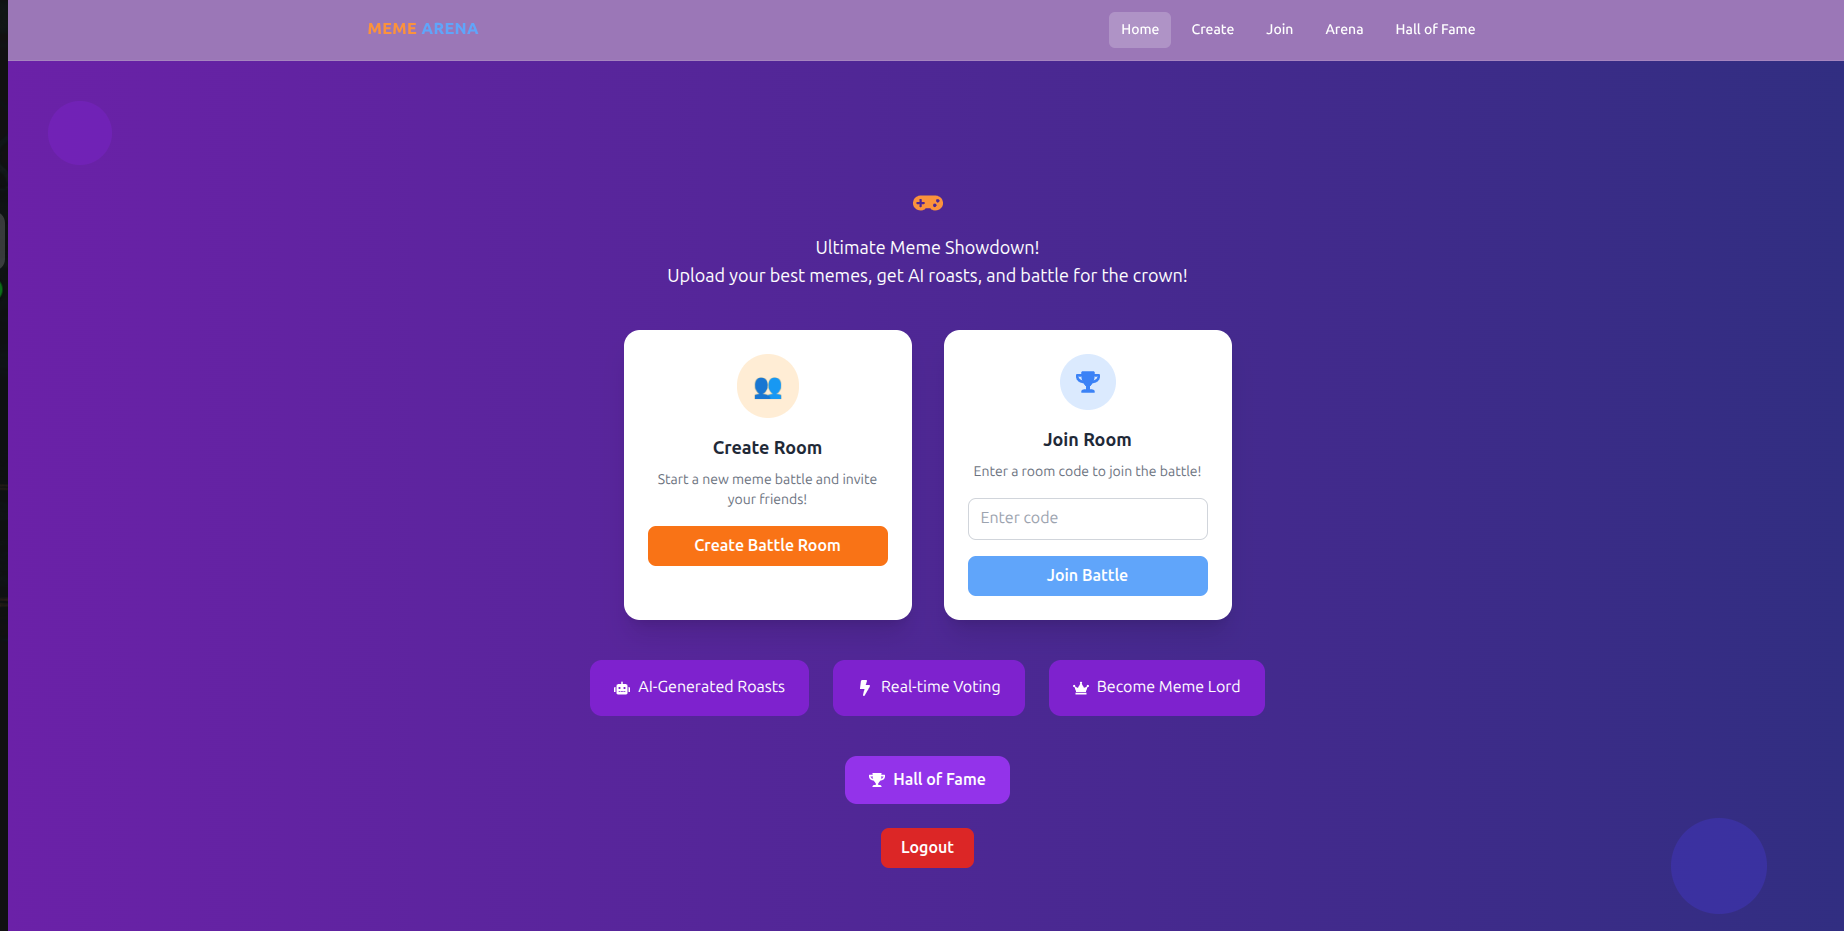 MEME ARENA
Home Create Join Arena Hall of Fame
Ultimate Meme Showdown!
Upload your best memes, get AI roasts, and battle for the crown!
Create Room
Start a new meme battle and invite
your friends!
Create Battle Room
Join Room
Enter a room code to join the battle!
Enter code
Join Battle
AI-Generated Roasts
Real-time Voting
Become Meme Lord
Hall of Fame
Logout